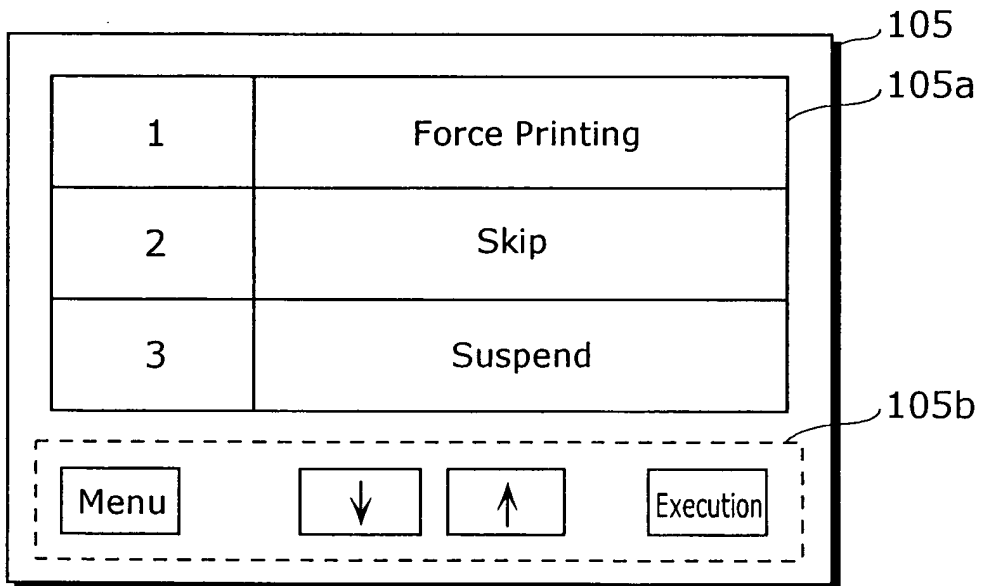 105
105a
1 Force Printing
2 Skip
3 Suspend
105b
Menu ↓ ↑ Execution